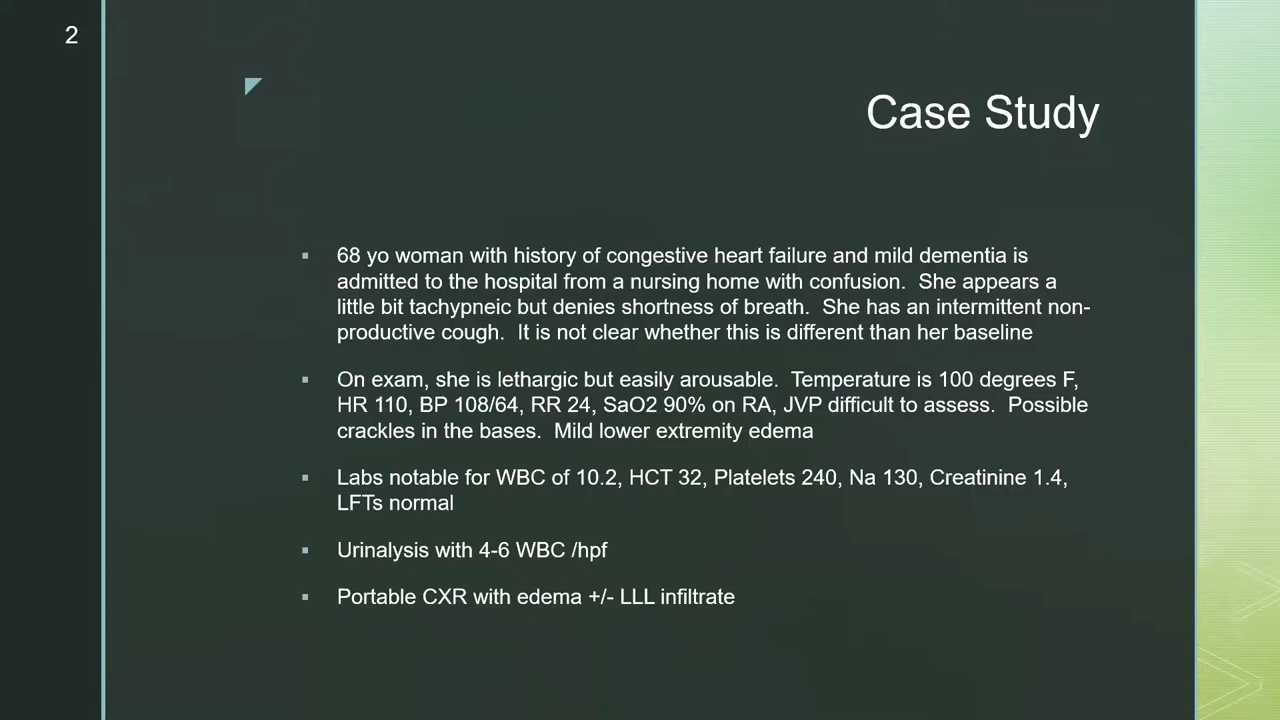 2
Case Study
▪ 68 yo woman with history of congestive heart failure and mild dementia is
admitted to the hospital from a nursing home with confusion.  She appears a
little bit tachypneic but denies shortness of breath.  She has an intermittent non-
productive cough.  It is not clear whether this is different than her baseline
▪ On exam, she is lethargic but easily arousable.  Temperature is 100 degrees F,
HR 110, BP 108/64, RR 24, SaO2 90% on RA, JVP difficult to assess.  Possible
crackles in the bases.  Mild lower extremity edema
▪ Labs notable for WBC of 10.2, HCT 32, Platelets 240, Na 130, Creatinine 1.4,
LFTs normal
▪ Urinalysis with 4-6 WBC /hpf
▪ Portable CXR with edema +/- LLL infiltrate